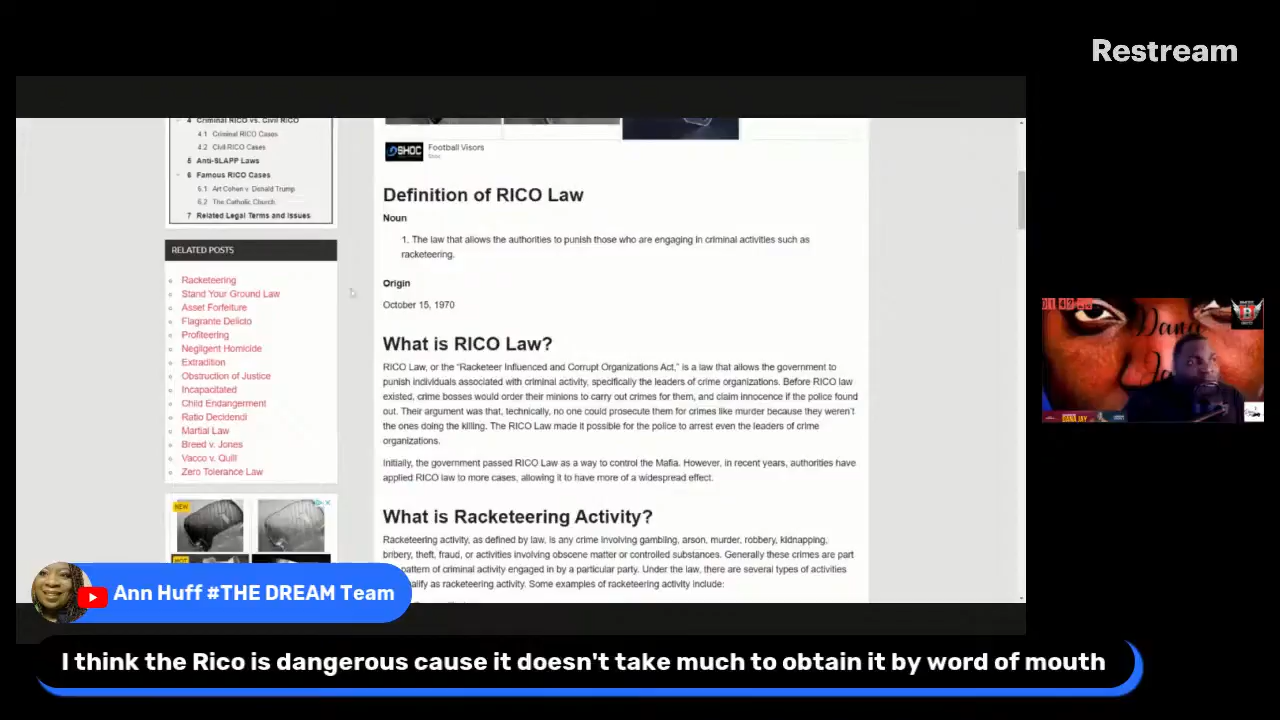 Restream
4 Criminal RICO vs. Civil RICO
4.1 Criminal RICO Cases
4.2 Civil RICO Cases
5 Anti-SLAPP Laws
6 Famous RICO Cases
6.1 Art Cohen v. Donald Trump
6.2 The Catholic Church
7 Related Legal Terms and Issues
RELATED POSTS
Racketeering
Stand Your Ground Law
Asset Forfeiture
Flagrante Delicto
Profiteering
Negligent Homicide
Extradition
Obstruction of Justice
Incapacitated
Child Endangerment
Ratio Decidendi
Martial Law
Breed v. Jones
Vacco v. Quill
Zero Tolerance Law
NEW
SHOC
Football Visors
Shoc
Definition of RICO Law
Noun
1. The law that allows the authorities to punish those who are engaging in criminal activities such as
racketeering.
Origin
October 15, 1970
What is RICO Law?
RICO Law, or the “Racketeer Influenced and Corrupt Organizations Act,” is a law that allows the government to
punish individuals associated with criminal activity, specifically the leaders of crime organizations. Before RICO law
existed, crime bosses would order their minions to carry out crimes for them, and claim innocence if the police found
out. Their argument was that, technically, no one could prosecute them for crimes like murder because they weren’t
the ones doing the killing. The RICO Law made it possible for the police to arrest even the leaders of crime
organizations.
Initially, the government passed RICO Law as a way to control the Mafia. However, in recent years, authorities have
applied RICO law to more cases, allowing it to have more of a widespread effect.
What is Racketeering Activity?
Racketeering activity, as defined by law, is any crime involving gambling, arson, murder, robbery, kidnapping,
bribery, theft, fraud, or activities involving obscene matter or controlled substances. Generally these crimes are part
pattern of criminal activity engaged in by a particular party. Under the law, there are several types of activities
alify as racketeering activity. Some examples of racketeering activity include:
Dana
DANA JAY
Ann Huff #THE DREAM Team
I think the Rico is dangerous cause it doesn't take much to obtain it by word of mouth